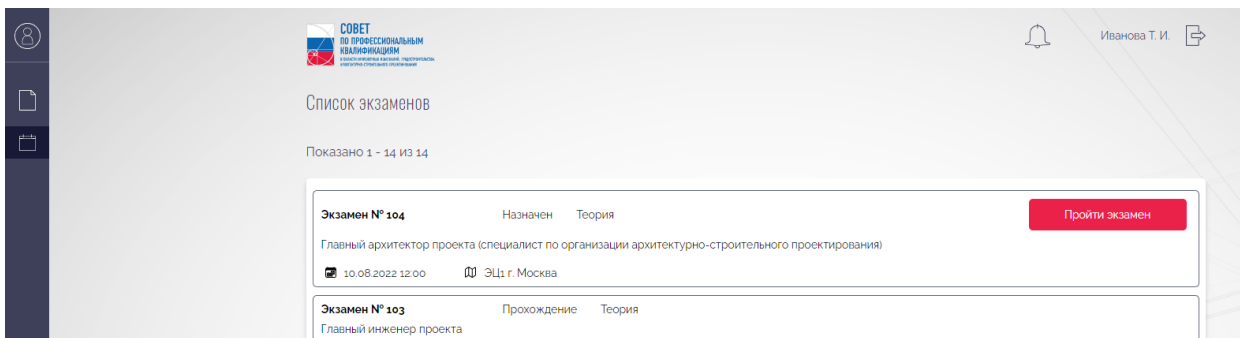 СОВЕТ
ПО ПРОФЕССИОНАЛЬНЫМ
КВАЛИФИКАЦИЯМ
Иванова Т. И.
Список экзаменов
Показано 1 - 14 из 14
Экзамен № 104 Назначен Теория Пройти экзамен
Главный архитектор проекта (специалист по организации архитектурно-строительного проектирования)
10.08.2022 12:00 ЭЦ1 г. Москва
Экзамен № 103 Прохождение Теория
Главный инженер проекта